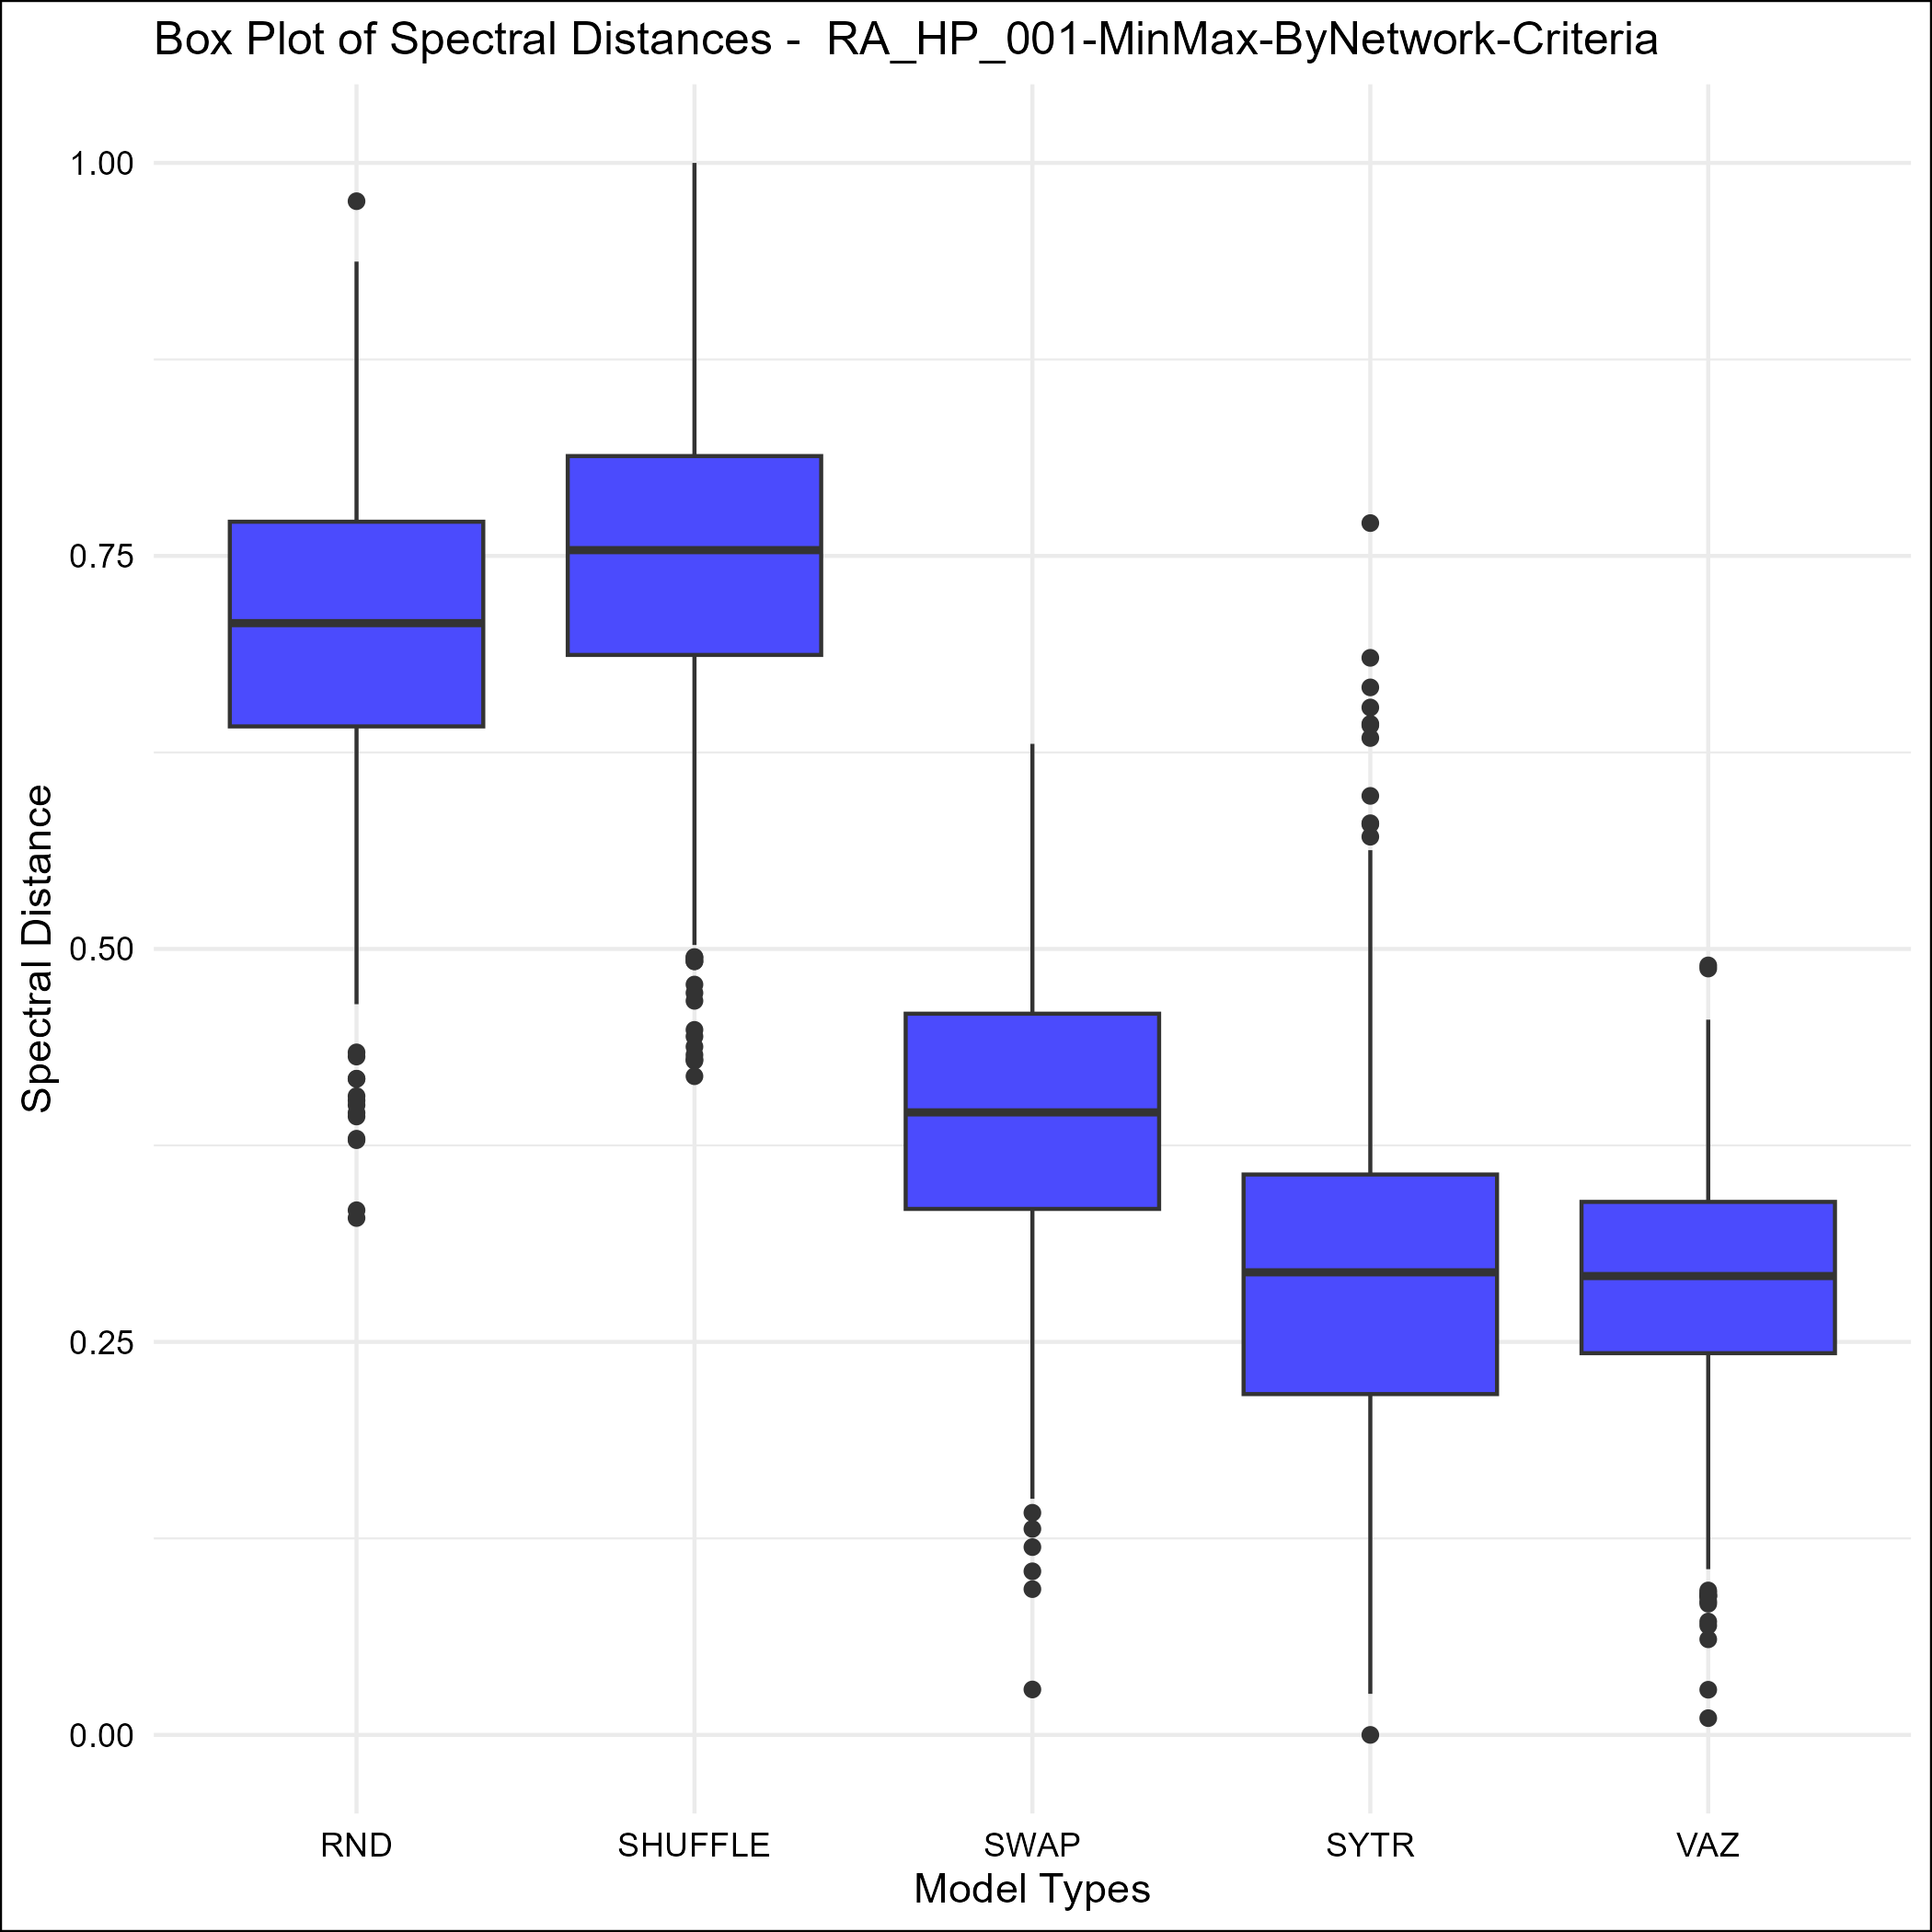 Box Plot of Spectral Distances -  RA_HP_001-MinMax-ByNetwork-Criteria
Spectral Distance
1.00
0.75
0.50
0.25
0.00
RND SHUFFLE SWAP SYTR VAZ
Model Types